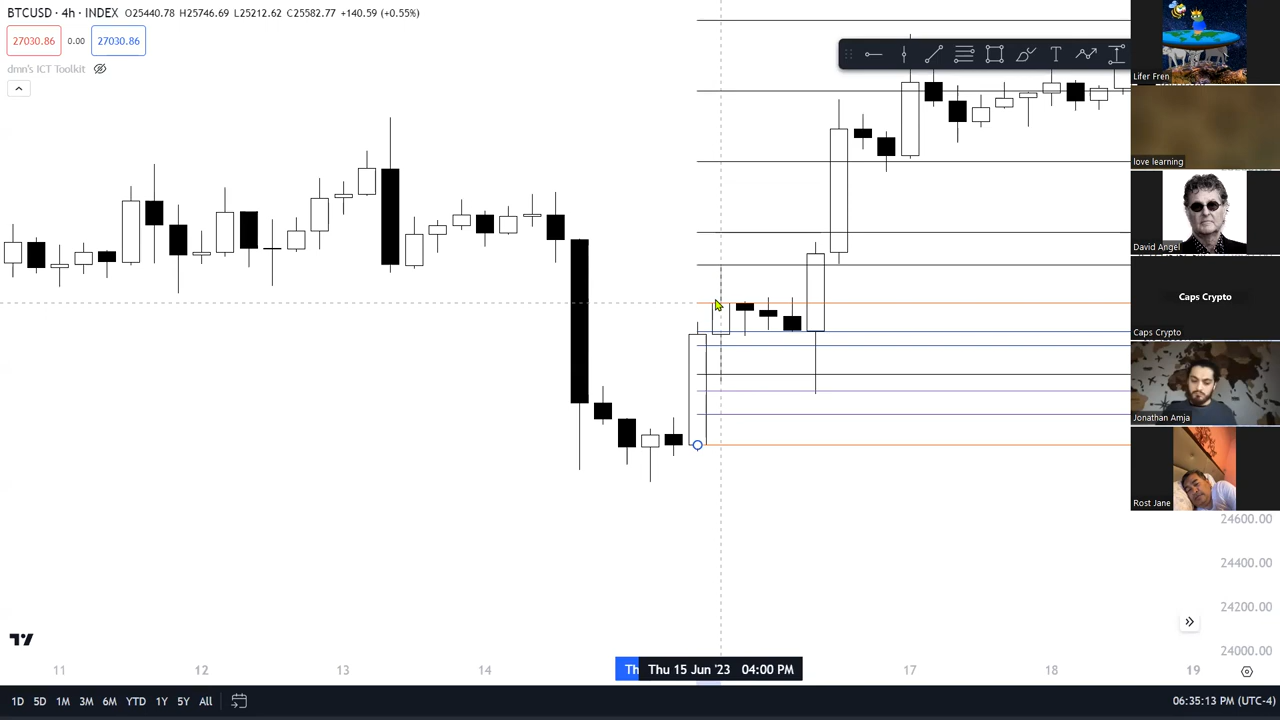 BTCUSD · 4h · INDEX O25440.78 H25746.69 L25212.62 C25582.77 +140.59 (+0.55%)
27030.86 0.00 27030.86
dmn's ICT Toolkit
Lifer Fren
love learning
David Angel
Caps Crypto
Caps Crypto
Jonathan Amja
Rost Jane
24600.00
24400.00
24200.00
24000.00
11 12 13 14 Th Thu 15 Jun '23 04:00 PM 17 18 19
1D 5D 1M 3M 6M YTD 1Y 5Y All 06:35:13 PM (UTC-4)